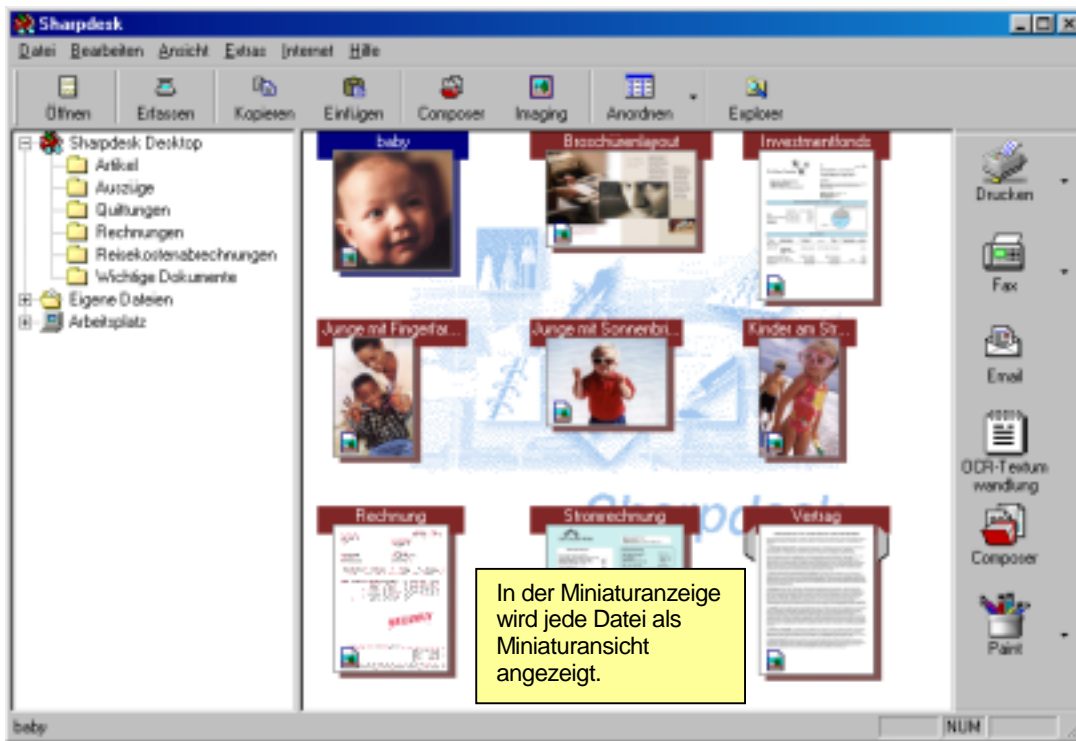 Sharpdesk
Datei Bearbeiten Ansicht Extras Internet Hilfe
Öffnen Erfassen Kopieren Einfügen Composer Imaging Anordnen Explorer
Sharpdesk Desktop
Artikel
Auszüge
Quittungen
Rechnungen
Reisekostenabrechnungen
Wichtige Dokumente
Eigene Dateien
Arbeitsplatz
baby Broschürenlayout Investmentfonds
Junge mit Fingerfar... Junge mit Sonnenbri... Kinder am Str...
Rechnung Stromrechnung Vertrag
Sharpdesk
In der Miniaturanzeige
wird jede Datei als
Miniaturansicht
angezeigt.
Drucken
Fax
Email
OCR-Textum
wandlung
Composer
Paint
baby NUM